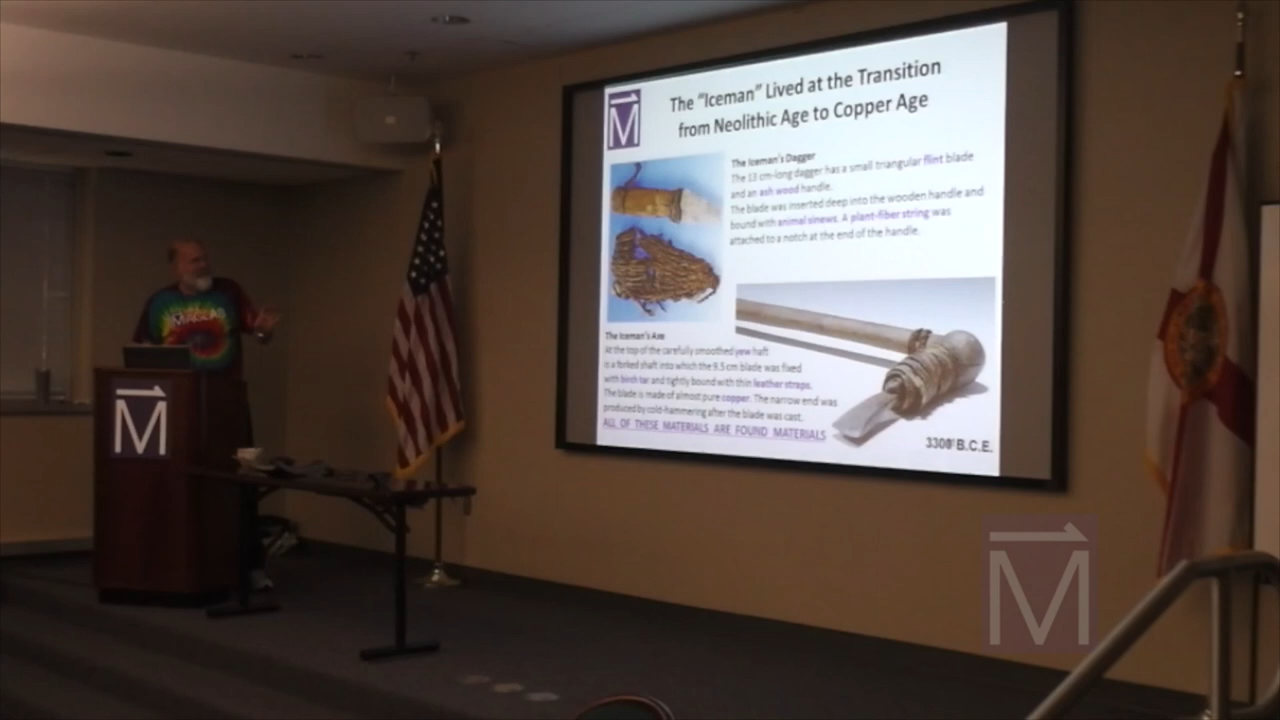 The "Iceman" Lived at the Transition
from Neolithic Age to Copper Age
M
The Iceman's Dagger
The 13 cm-long dagger has a small triangular flint blade
and an ash wood handle.
The blade was inserted deep into the wooden handle and
bound with animal sinews. A plant-fiber string was
attached to a notch at the end of the handle.
The Iceman's Axe
At the top of the carefully smoothed yew haft
is a forked shaft into which the 9.5 cm blade was fixed
with birch tar and tightly bound with thin leather straps.
The blade is made of almost pure copper. The narrow end was
produced by cold-hammering after the blade was cast.
ALL OF THESE MATERIALS ARE FOUND MATERIALS
3300 B.C.E.
MAGLAB
M
M